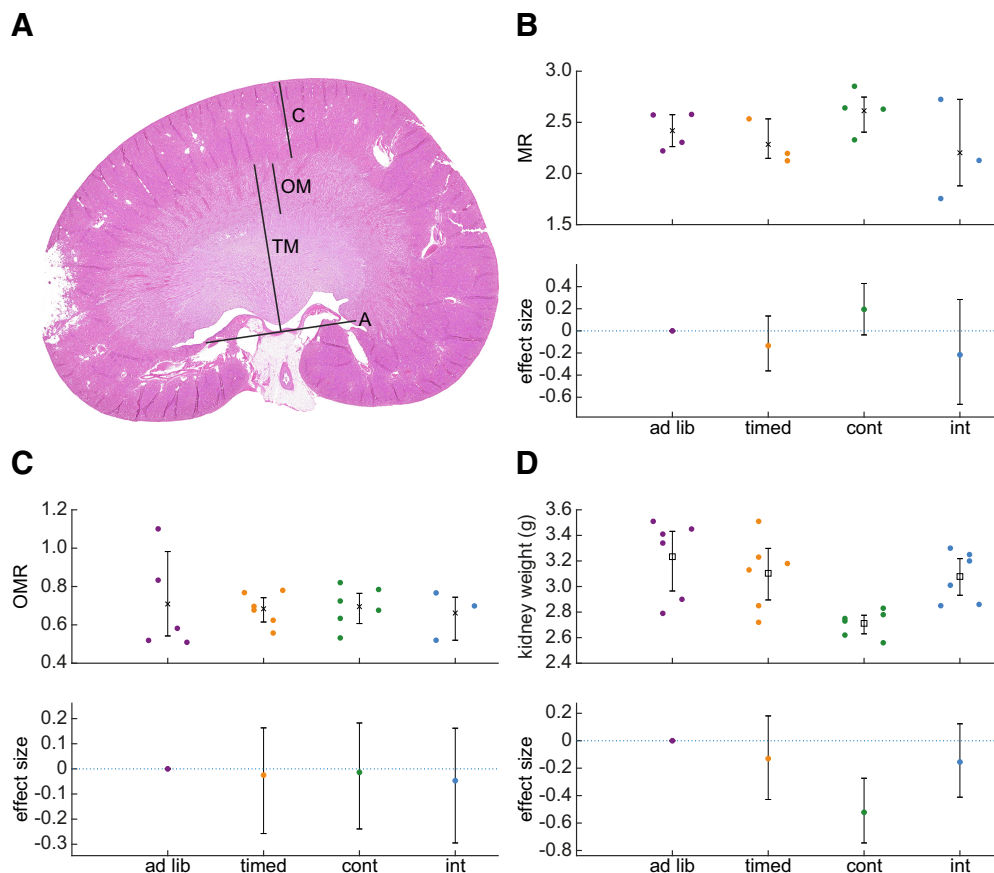 A
C
OM
TM
A
B
MR
3.0
2.5
2.0
1.5
effect size
0.4
0.2
0
-0.2
-0.4
-0.6
ad lib timed cont int
C
OMR
1.2
1.0
0.8
0.6
0.4
effect size
0.2
0.1
0
-0.1
-0.2
-0.3
ad lib timed cont int
D
kidney weight (g)
3.6
3.4
3.2
3.0
2.8
2.6
2.4
effect size
0.2
0
-0.2
-0.4
-0.6
-0.8
ad lib timed cont int